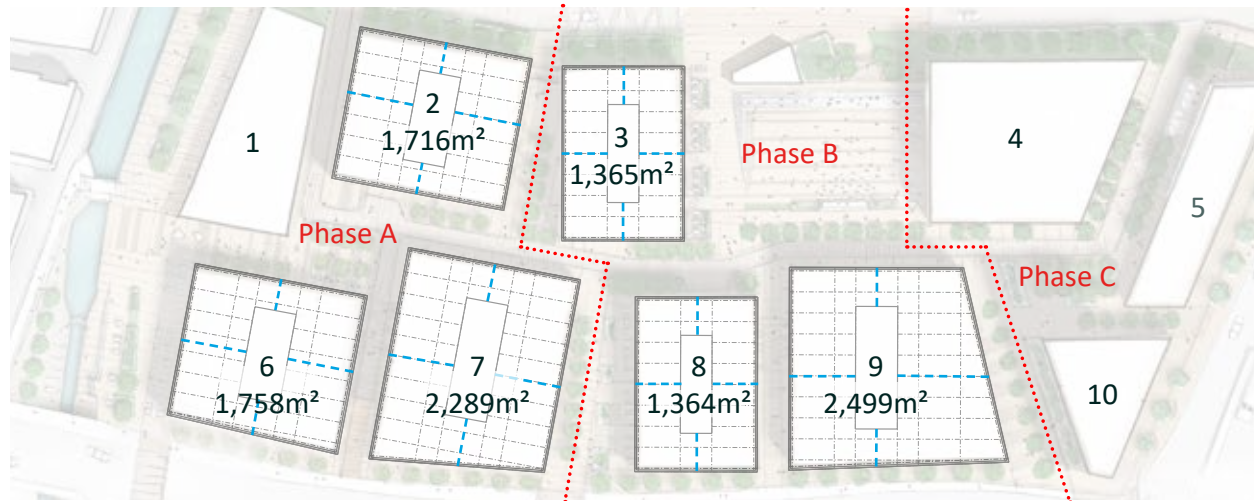 1
2
1,716m²
3
1,365m²
Phase B
4
5
Phase A
Phase C
6
1,758m²
7
2,289m²
8
1,364m²
9
2,499m²
10